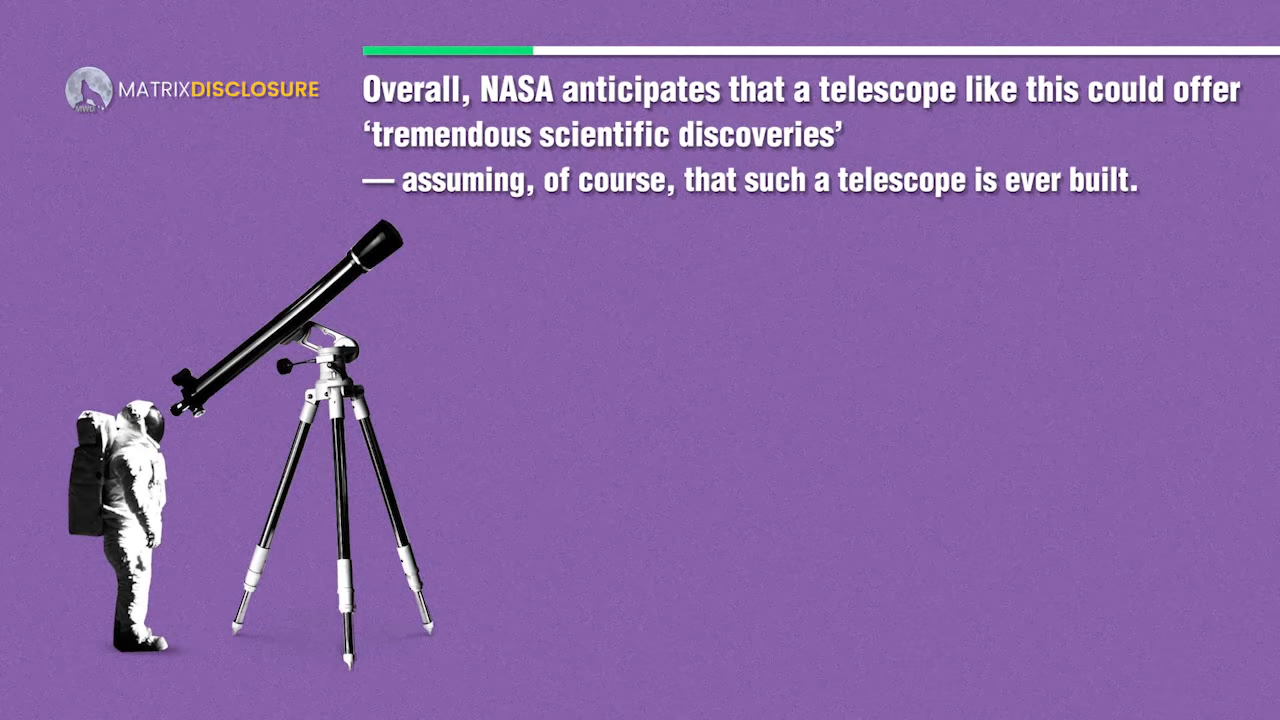 MATRIXDISCLOSURE
MWD
Overall, NASA anticipates that a telescope like this could offer
‘tremendous scientific discoveries’
— assuming, of course, that such a telescope is ever built.